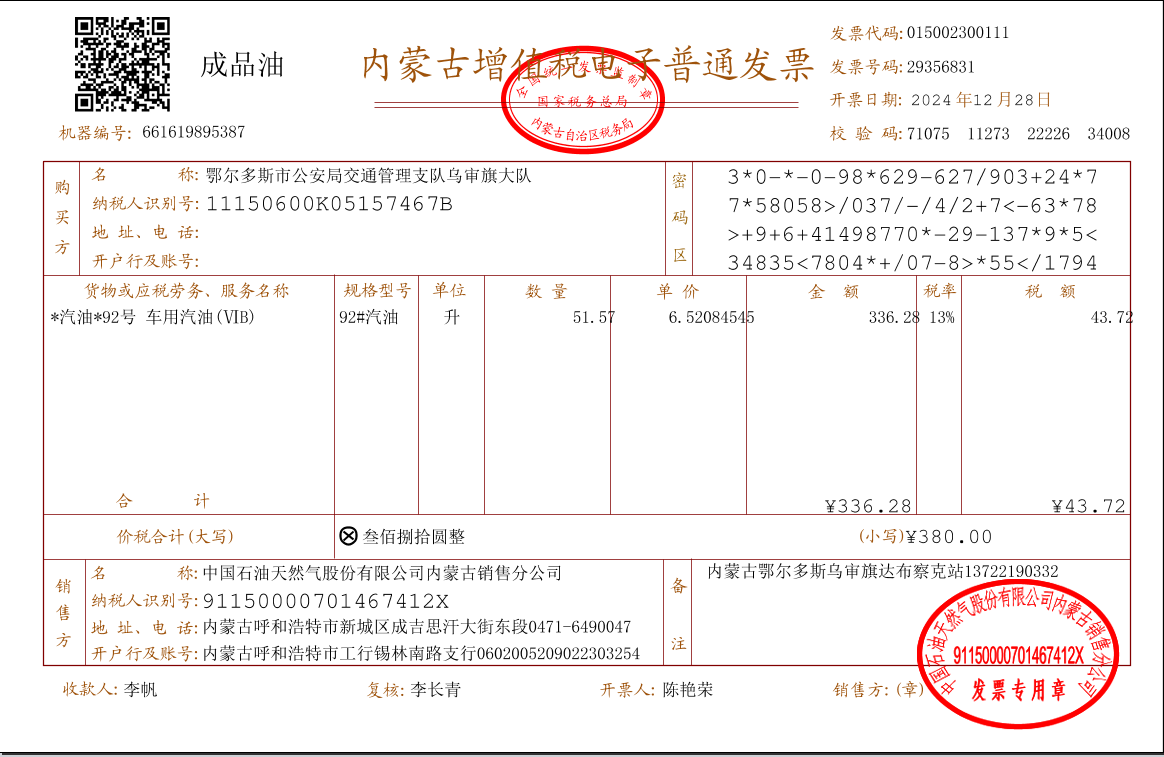 成品油
内蒙古增值税电子普通发票
全国统一发票监制章
国家税务总局
内蒙古自治区税务局
发票代码:015002300111
发票号码:29356831
开票日期: 2024年12月28日
机器编号: 661619895387
校 验 码:71075 11273 22226 34008
购买方
名 称: 鄂尔多斯市公安局交通管理支队乌审旗大队
纳税人识别号: 11150600K05157467B
地 址、电 话:
开户行及账号:
密码区
3*0-*-0-98*629-627/903+24*7
7*58058>/037/-/4/2+7<-63*78
>+9+6+41498770*-29-137*9*5<
34835<7804*+/07-8>*55</1794
货物或应税劳务、服务名称 规格型号 单位 数 量 单 价 金 额 税率 税 额
*汽油*92号 车用汽油(VIB) 92#汽油 升 51.57 6.52084545 336.28 13% 43.72
合 计 ¥336.28 ¥43.72
价税合计(大写) ⊗叁佰捌拾圆整 (小写)¥380.00
销售方
名 称:中国石油天然气股份有限公司内蒙古销售分公司
纳税人识别号:91150000701467412X
地 址、电 话:内蒙古呼和浩特市新城区成吉思汗大街东段0471-6490047
开户行及账号:内蒙古呼和浩特市工行锡林南路支行0602005209022303254
备注
内蒙古鄂尔多斯乌审旗达布察克站13722190332
收款人: 李帆 复核: 李长青 开票人: 陈艳荣 销售方: (章)
中国石油天然气股份有限公司内蒙古销售分公司
91150000701467412X
发票专用章